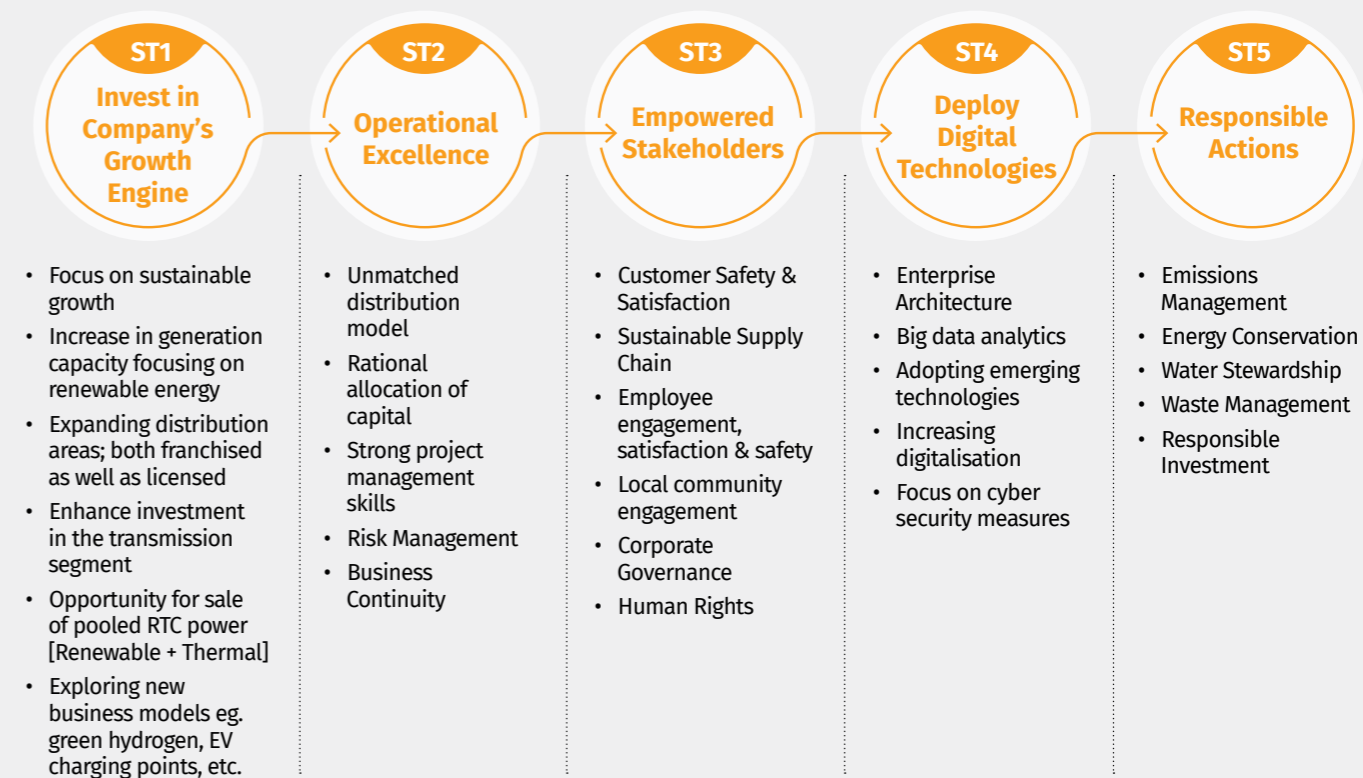 ST1
Invest in
Company's
Growth
Engine
ST2
Operational
Excellence
ST3
Empowered
Stakeholders
ST4
Deploy
Digital
Technologies
ST5
Responsible
Actions
• Focus on sustainable
growth
• Increase in generation
capacity focusing on
renewable energy
• Expanding distribution
areas; both franchised
as well as licensed
• Enhance investment
in the transmission
segment
• Opportunity for sale
of pooled RTC power
[Renewable + Thermal]
• Exploring new
business models eg.
green hydrogen, EV
charging points, etc.
• Unmatched
distribution
model
• Rational
allocation of
capital
• Strong project
management
skills
• Risk Management
• Business
Continuity
• Customer Safety &
Satisfaction
• Sustainable Supply
Chain
• Employee
engagement,
satisfaction & safety
• Local community
engagement
• Corporate
Governance
• Human Rights
• Enterprise
Architecture
• Big data analytics
• Adopting emerging
technologies
• Increasing
digitalisation
• Focus on cyber
security measures
• Emissions
Management
• Energy Conservation
• Water Stewardship
• Waste Management
• Responsible
Investment